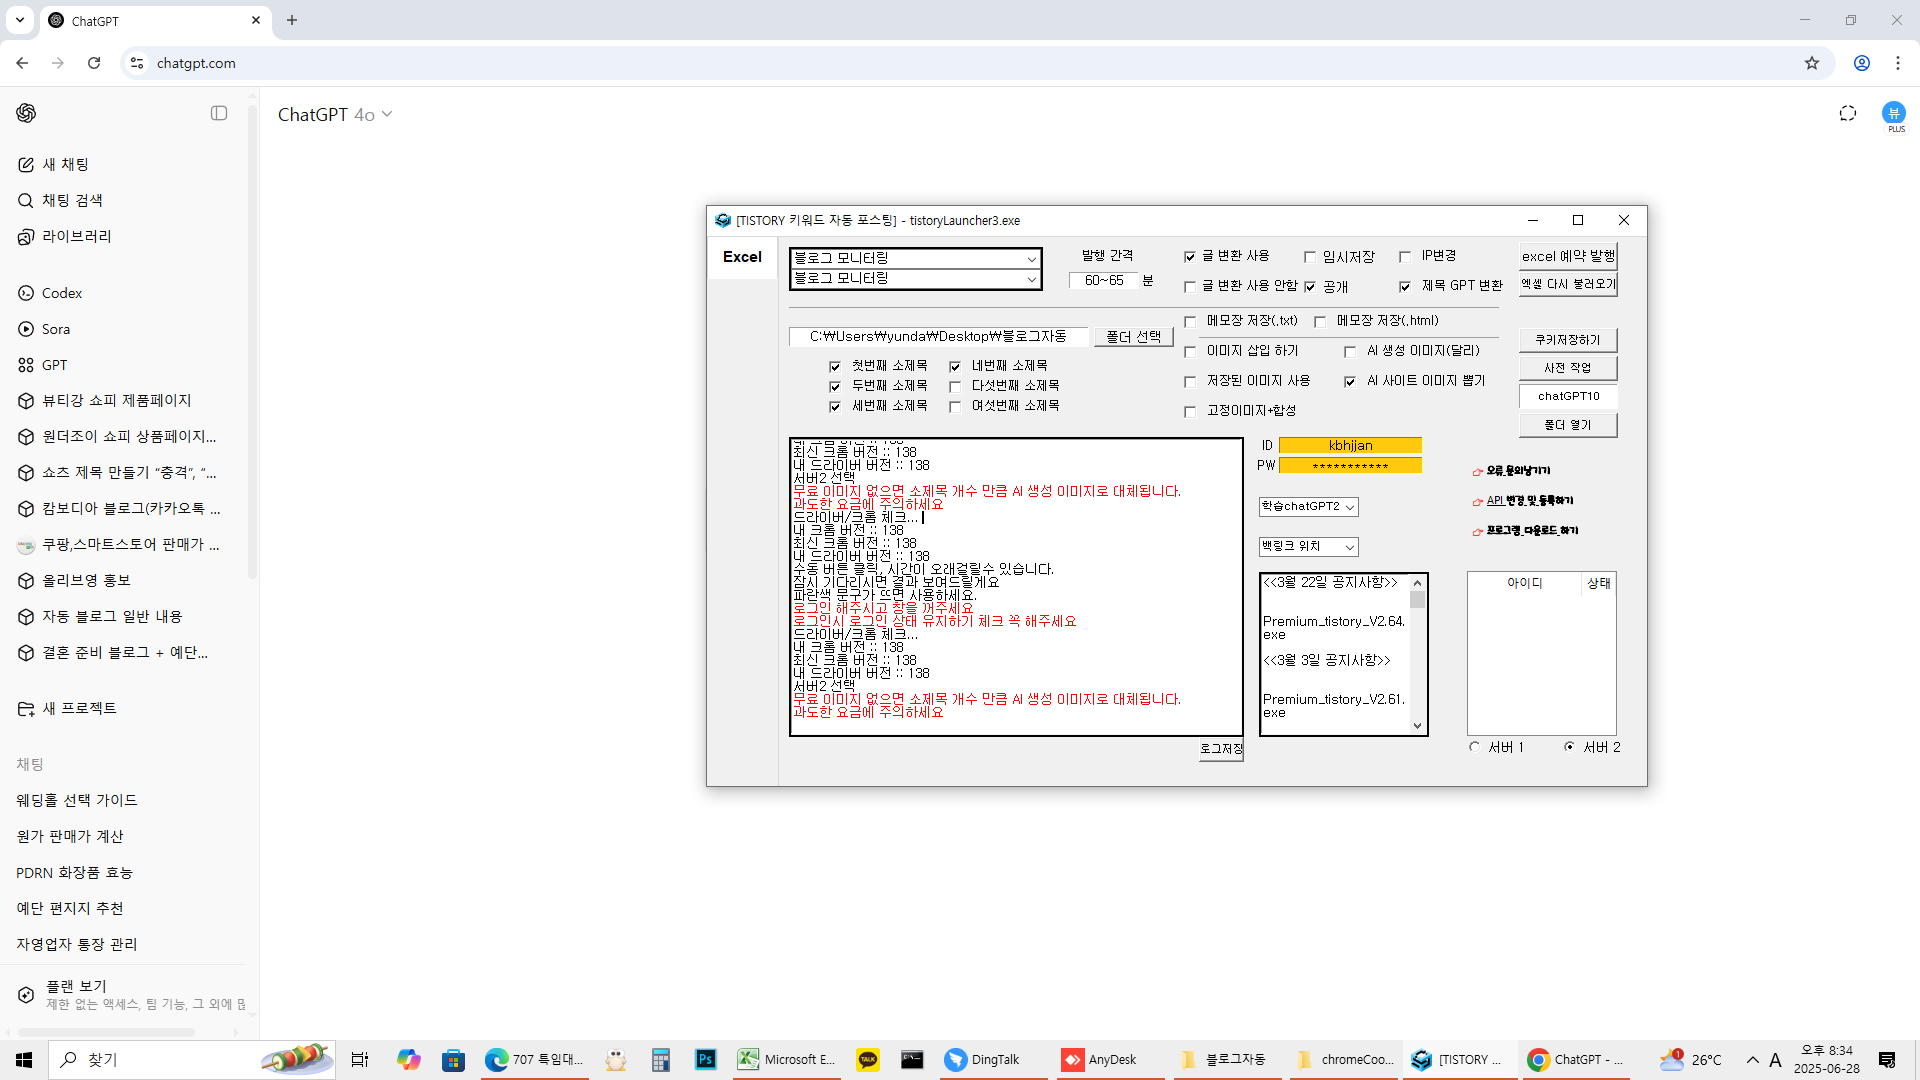 ChatGPT
chatgpt.com
ChatGPT 4o
뷰
PLUS
새 채팅
채팅 검색
라이브러리
Codex
Sora
GPT
뷰티강 쇼피 제품페이지
원더조이 쇼피 상품페이지...
쇼츠 제목 만들기 “충격”, “...
캄보디아 블로그(카카오톡 ...
쿠팡,스마트스토어 판매가 ...
올리브영 홍보
자동 블로그 일반 내용
결혼 준비 블로그 + 예단...
새 프로젝트
채팅
웨딩홀 선택 가이드
원가 판매가 계산
PDRN 화장품 효능
예단 편지지 추천
자영업자 통장 관리
플랜 보기
제한 없는 액세스, 팀 기능, 그 외에
[TISTORY 키워드 자동 포스팅] - tistoryLauncher3.exe
Excel
블로그 모니터링
블로그 모니터링
발행 간격
60~65 분
글 변환 사용
임시저장
IP변경
글 변환 사용 안함
공개
제목 GPT 변환
excel 예약 발행
엑셀 다시 불러오기
C:₩Users₩yunda₩Desktop₩블로그자동
폴더 선택
첫번째 소제목
네번째 소제목
두번째 소제목
다섯번째 소제목
세번째 소제목
여섯번째 소제목
메모장 저장(.txt)
메모장 저장(.html)
이미지 삽입 하기
AI 생성 이미지(달리)
저장된 이미지 사용
AI 사이트 이미지 뽑기
고정이미지+합성
쿠키저장하기
사전 작업
chatGPT10
폴더 열기
내 크롬 버전 :: 138
최신 크롬 버전 :: 138
내 드라이버 버전 :: 138
서버2 선택
무료 이미지 없으면 소제목 개수 만큼 AI 생성 이미지로 대체됩니다.
과도한 요금에 주의하세요
드라이버/크롬 체크...
내 크롬 버전 :: 138
최신 크롬 버전 :: 138
내 드라이버 버전 :: 138
수동 버튼 클릭, 시간이 오래걸릴수 있습니다.
잠시 기다리시면 결과 보여드릴게요
파란색 문구가 뜨면 사용하세요.
로그인 해주시고 창을 꺼주세요
로그인시 로그인 상태 유지하기 체크 꼭 해주세요
드라이버/크롬 체크...
내 크롬 버전 :: 138
최신 크롬 버전 :: 138
내 드라이버 버전 :: 138
서버2 선택
무료 이미지 없으면 소제목 개수 만큼 AI 생성 이미지로 대체됩니다.
과도한 요금에 주의하세요
로그저장
ID kbhjjan
PW ***********
학습chatGPT2
백링크 위치
오류 문의남기기
API 변경 및 등록하기
프로그램 다운로드 하기
<<3월 22일 공지사항>>
Premium_tistory_V2.64.
exe
<<3월 3일 공지사항>>
Premium_tistory_V2.61.
exe
아이디 상태
서버 1
서버 2
찾기
707 특임대...
Ps
Microsoft E...
TALK
DingTalk
AnyDesk
블로그자동
chromeCoo...
[TISTORY ...
ChatGPT - ...
1
26°C
A
오후 8:34
2025-06-28